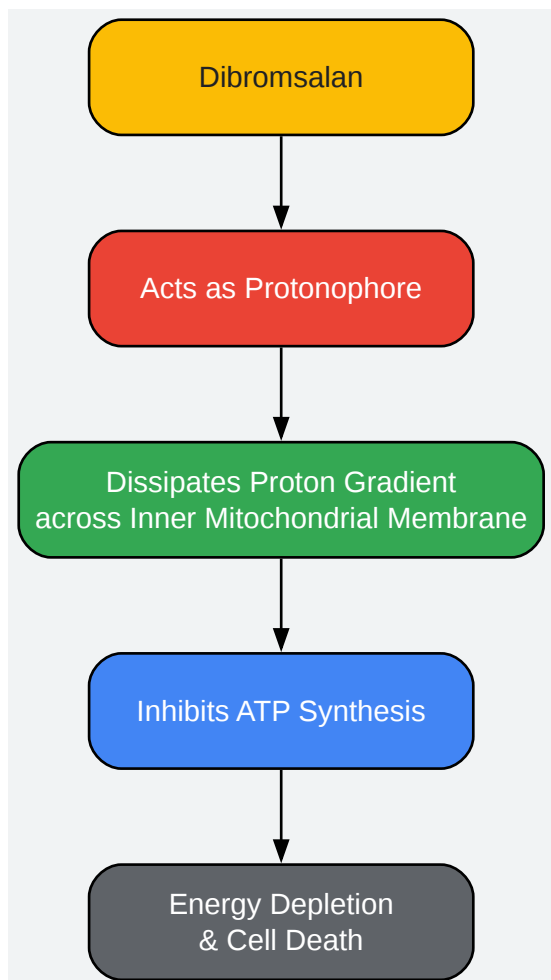 Dibromsalan
Acts as Protonophore
Dissipates Proton Gradient
across Inner Mitochondrial Membrane
Inhibits ATP Synthesis
Energy Depletion
& Cell Death